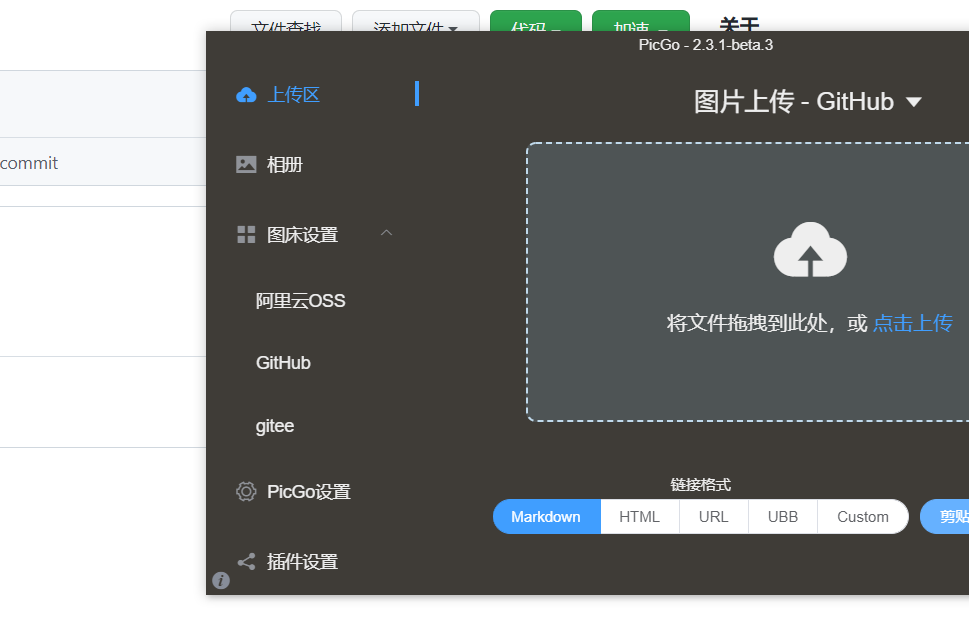 文件查找 添加文件 代码 加速 关于
PicGo - 2.3.1-beta.3
上传区
图片上传 - GitHub
commit
相册
图床设置
阿里云OSS
将文件拖拽到此处，或 点击上传
GitHub
gitee
链接格式
PicGo设置
Markdown HTML URL UBB Custom 剪贴
插件设置